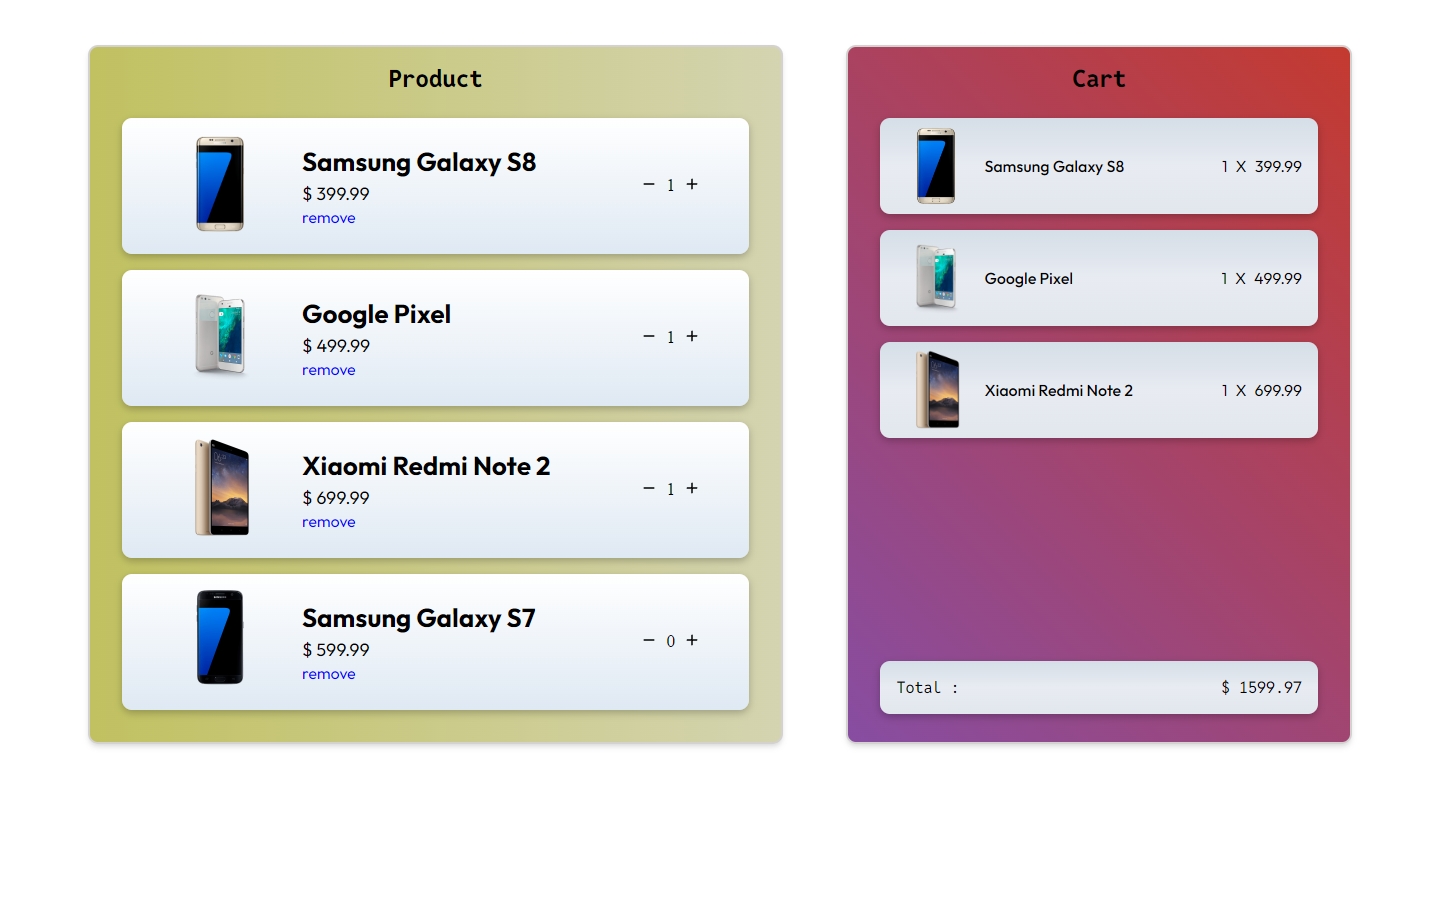 Product
Samsung Galaxy S8
$ 399.99
remove
− 1 +
Google Pixel
$ 499.99
remove
− 1 +
Xiaomi Redmi Note 2
$ 699.99
remove
− 1 +
Samsung Galaxy S7
$ 599.99
remove
− 0 +
Cart
Samsung Galaxy S8 1 X 399.99
Google Pixel 1 X 499.99
Xiaomi Redmi Note 2 1 X 699.99
Total : $ 1599.97